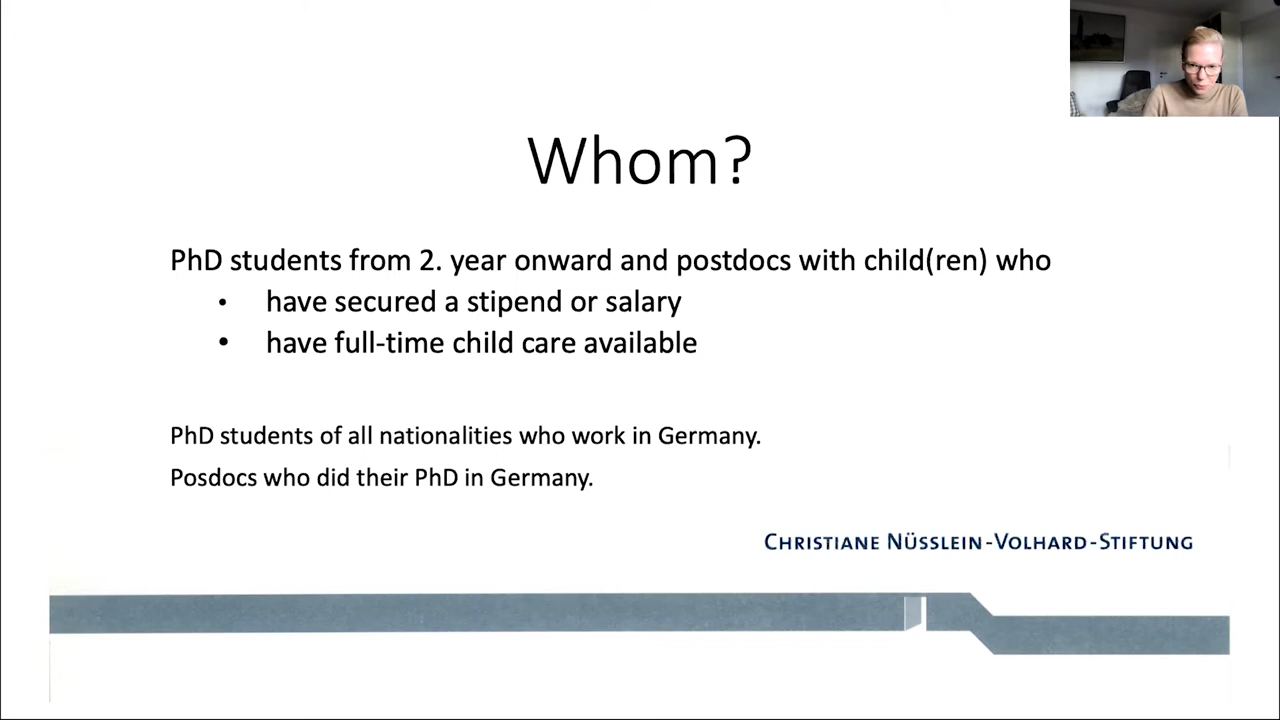 Whom?
PhD students from 2. year onward and postdocs with child(ren) who
• have secured a stipend or salary
• have full-time child care available
PhD students of all nationalities who work in Germany.
Posdocs who did their PhD in Germany.
CHRISTIANE NÜSSLEIN-VOLHARD-STIFTUNG